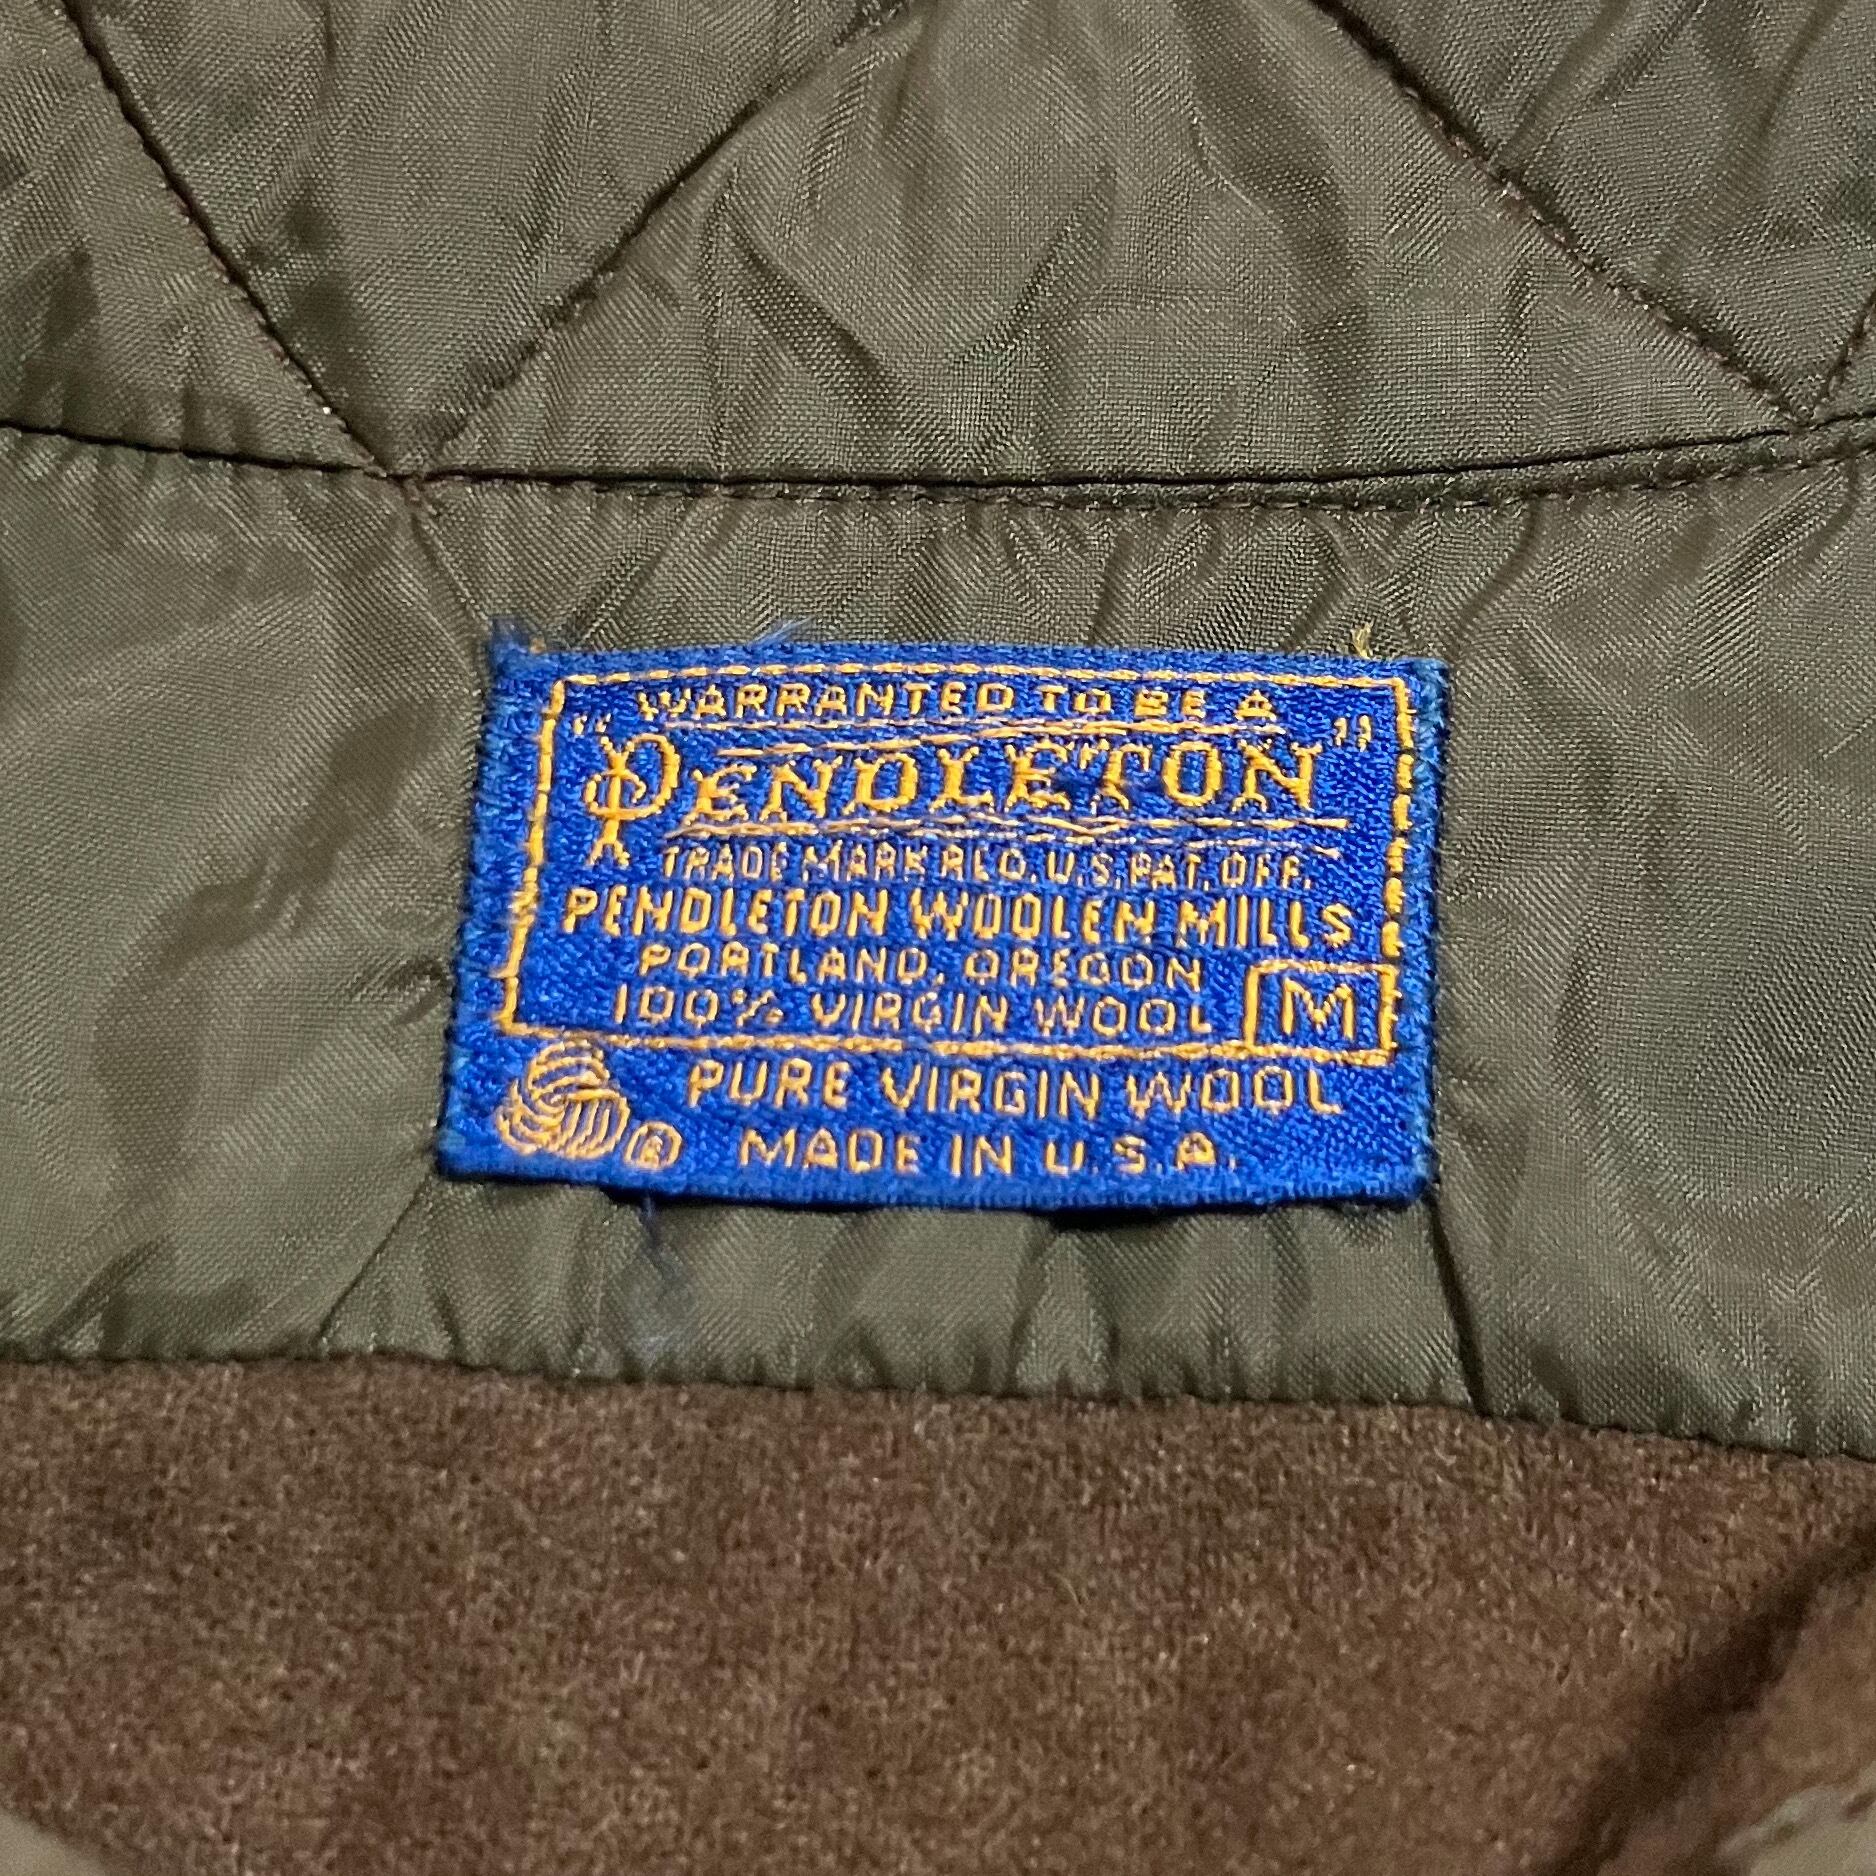 WARRANTED TO BE A
"PENDLETON"
TRADE MARK REG. U.S. PAT. OFF.
PENDLETON WOOLEN MILLS
PORTLAND, OREGON
100% VIRGIN WOOL M
PURE VIRGIN WOOL
® MADE IN U.S.A.